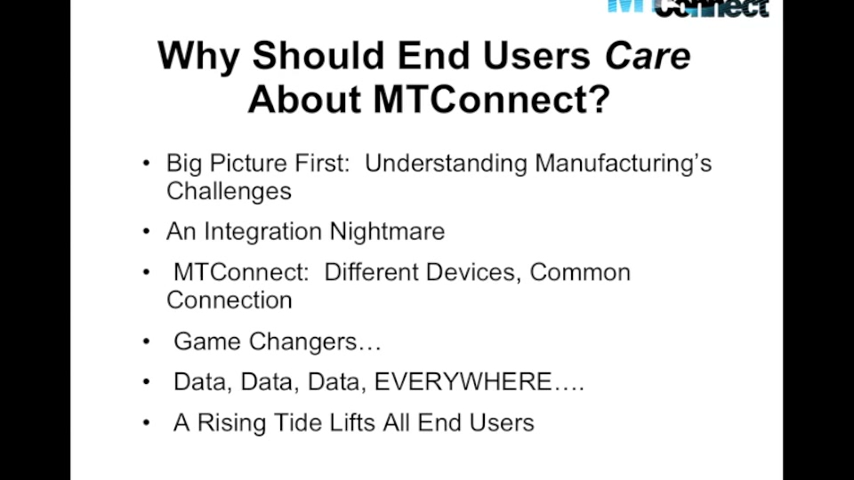 MTConnect
Why Should End Users Care
About MTConnect?
• Big Picture First:  Understanding Manufacturing’s
Challenges
• An Integration Nightmare
• MTConnect:  Different Devices, Common
Connection
• Game Changers…
• Data, Data, Data, EVERYWHERE….
• A Rising Tide Lifts All End Users